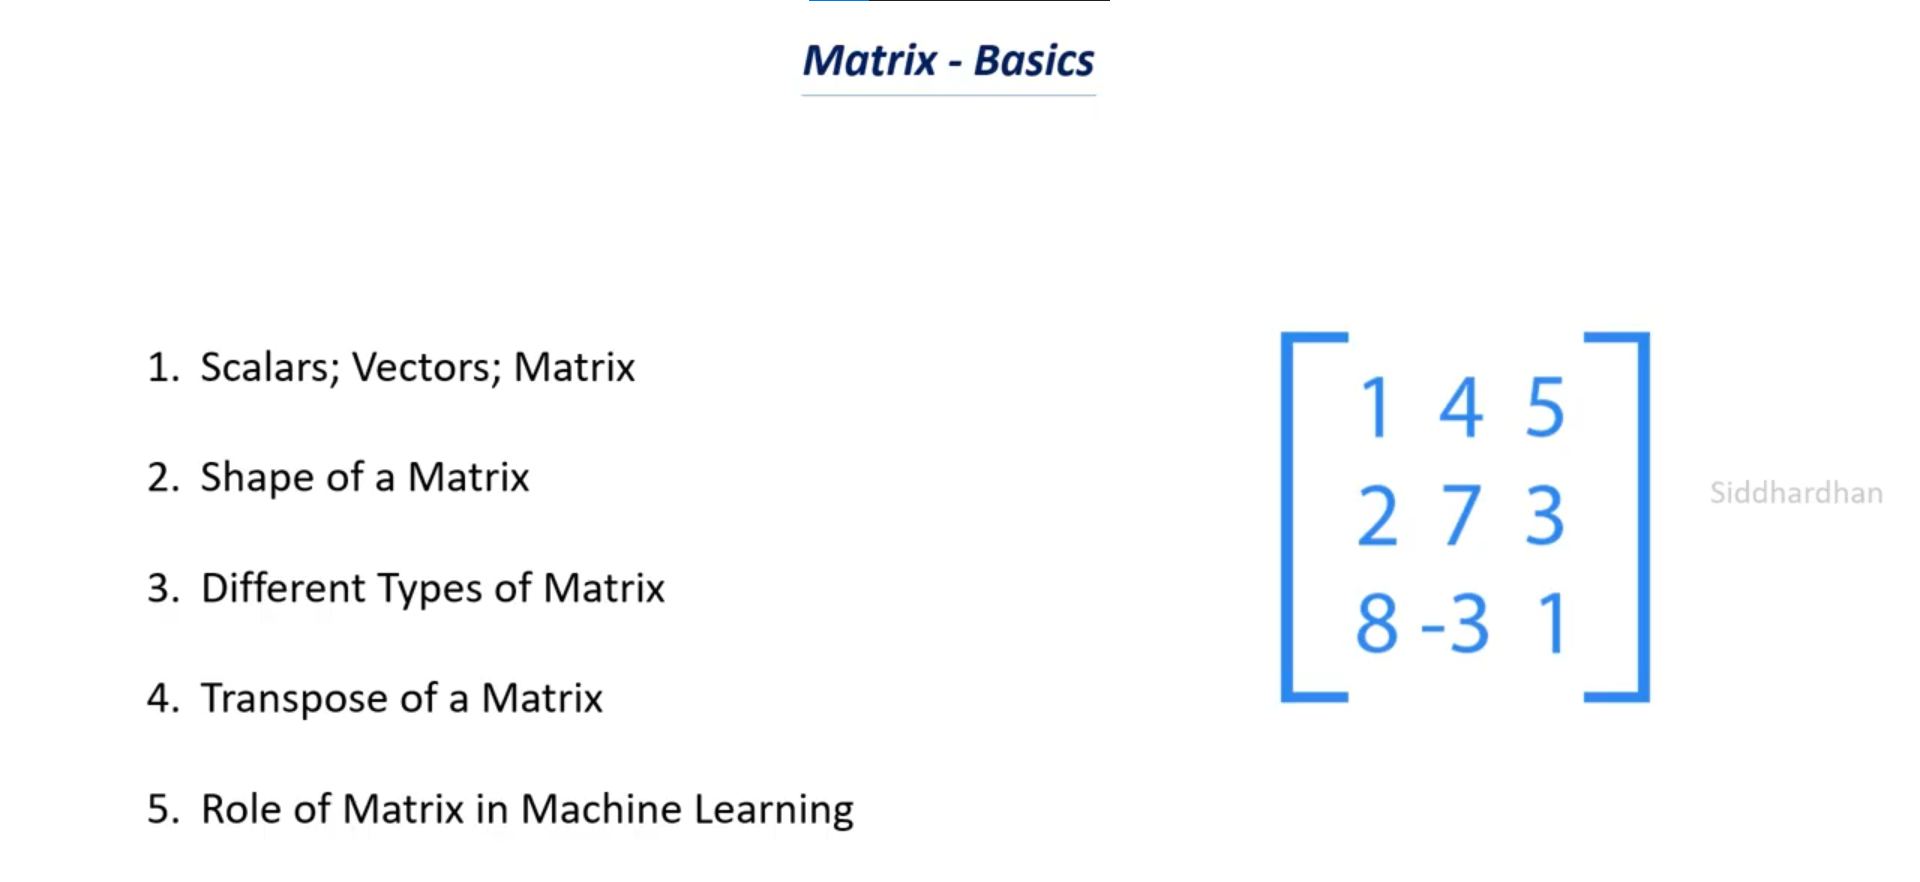 Matrix - Basics
1. Scalars; Vectors; Matrix
2. Shape of a Matrix
3. Different Types of Matrix
4. Transpose of a Matrix
5. Role of Matrix in Machine Learning
1 4 5
2 7 3
8 -3 1
Siddhardhan